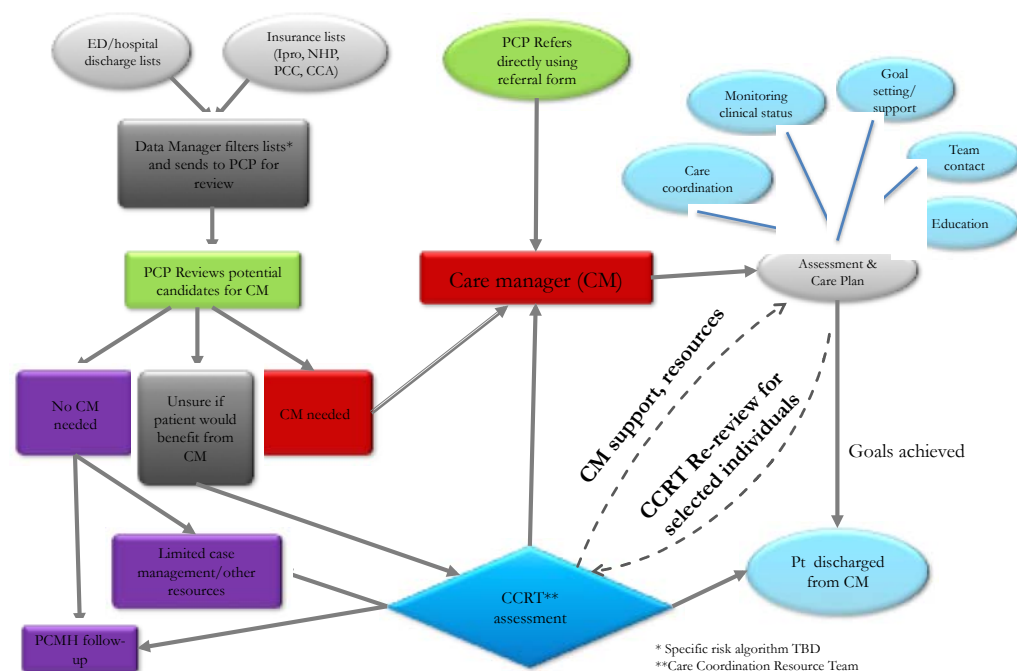 ED/hospital
discharge lists
Insurance lists
(Ipro, NHP,
PCC, CCA)
PCP Refers
directly using
referral form
Monitoring
clinical status
Goal
setting/
support
Team
contact
Care
coordination
Education
Data Manager filters lists*
and sends to PCP for
review
PCP Reviews potential
candidates for CM
Care manager (CM)
Assessment &
Care Plan
No CM
needed
Unsure if
patient would
benefit from
CM
CM needed
CM support, resources
CCRT Re-review for
selected individuals
Goals achieved
Limited case
management/other
resources
CCRT**
assessment
Pt  discharged
from CM
PCMH follow-
up
* Specific risk algorithm TBD
**Care Coordination Resource Team